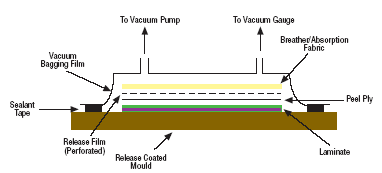 To Vacuum Pump
To Vacuum Gauge
Breather/Absorption
Fabric
Vacuum
Bagging Film
Sealant
Tape
Peel Ply
Release Film
(Perforated)
Release Coated
Mould
Laminate